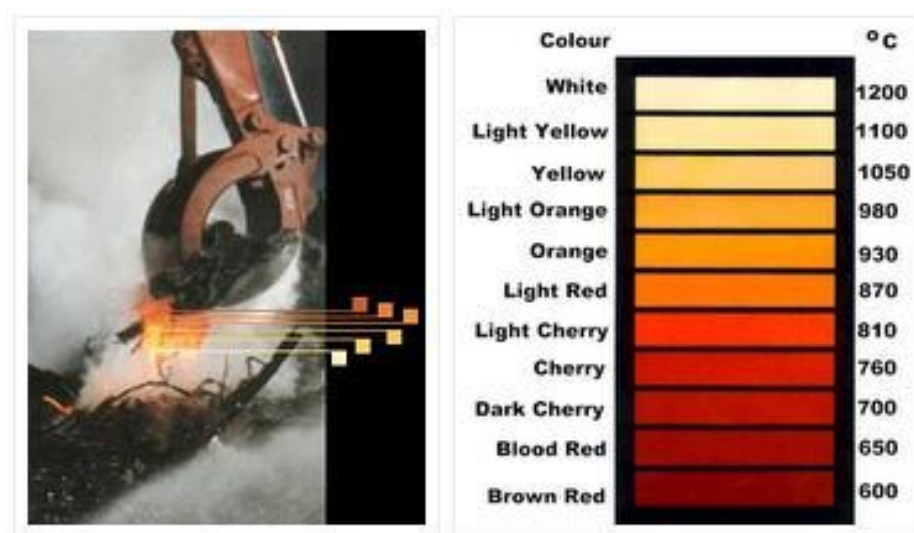 Colour °C
White 1200
Light Yellow 1100
Yellow 1050
Light Orange 980
Orange 930
Light Red 870
Light Cherry 810
Cherry 760
Dark Cherry 700
Blood Red 650
Brown Red 600